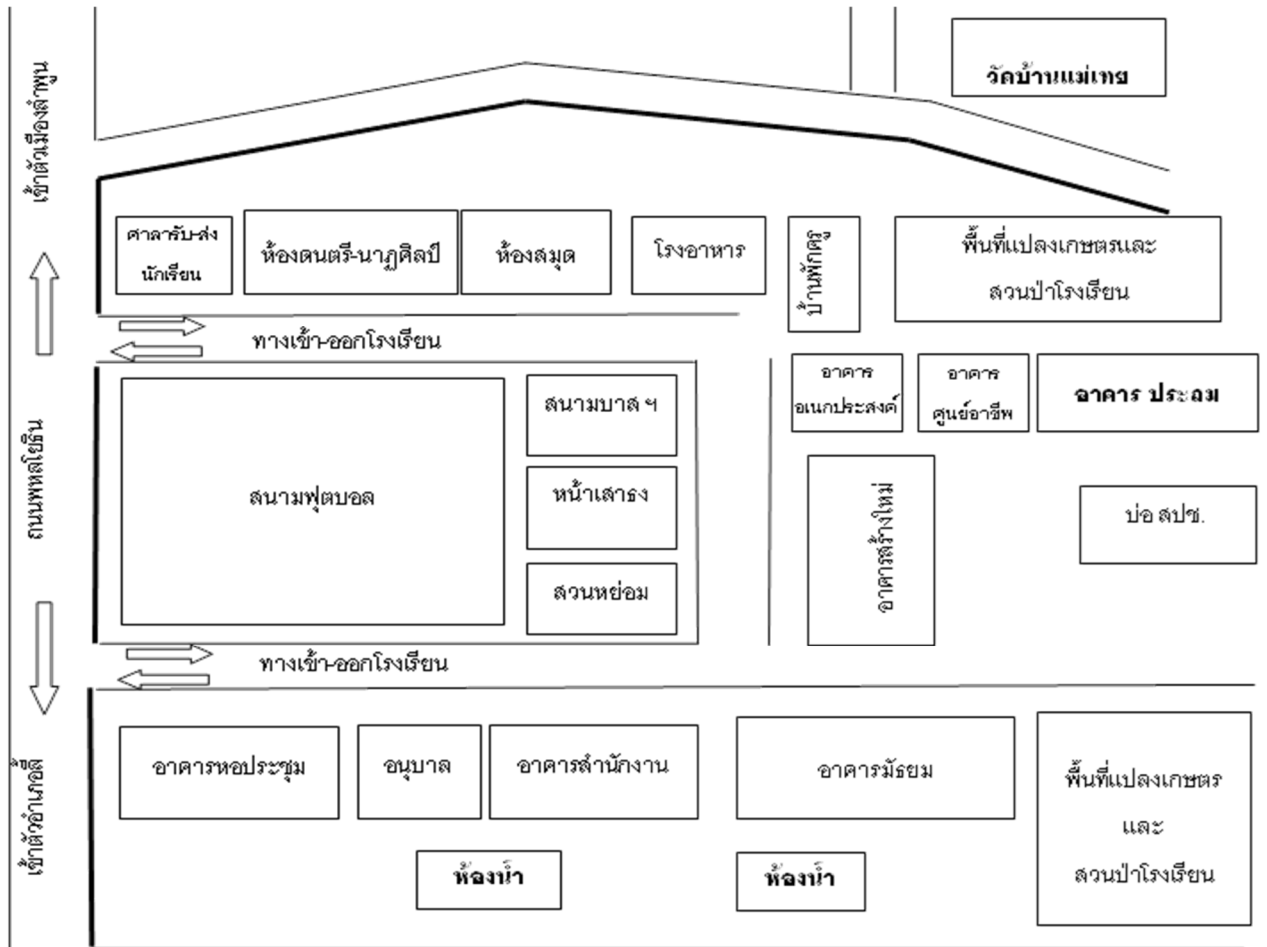 วัดบ้านแม่เทย
เข้าตัวเมืองลำพูน
ศาลารับ-ส่ง
นักเรียน
ห้องดนตรี-นาฏศิลป์
ห้องสมุด
โรงอาหาร
บ้านพักครู
พื้นที่แปลงเกษตรและ
สวนป่าโรงเรียน
ทางเข้า-ออกโรงเรียน
ถนนพหลโยธิน
สนามฟุตบอล
สนามบาส ฯ
หน้าเสาธง
สวนหย่อม
อาคาร
อเนกประสงค์
อาคาร
ศูนย์อาชีพ
อาคาร ประถม
อาคารสร้างใหม่
บ่อ สปช.
ทางเข้า-ออกโรงเรียน
เข้าตัวอำเภอลี้
อาคารหอประชุม
อนุบาล
อาคารสำนักงาน
อาคารมัธยม
พื้นที่แปลงเกษตร
และ
สวนป่าโรงเรียน
ห้องน้ำ
ห้องน้ำ